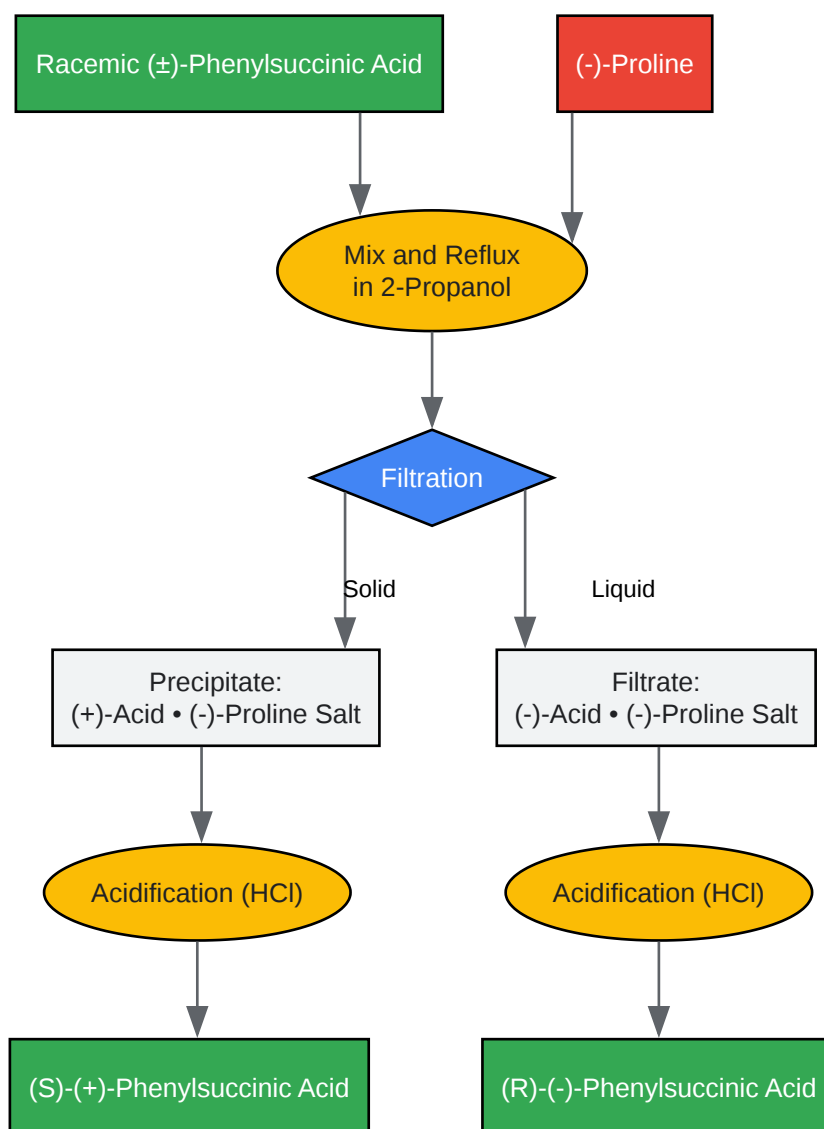 Racemic (±)-Phenylsuccinic Acid
(-)-Proline
Mix and Reflux
in 2-Propanol
Filtration
Solid
Liquid
Precipitate:
(+)-Acid • (-)-Proline Salt
Filtrate:
(-)-Acid • (-)-Proline Salt
Acidification (HCl)
Acidification (HCl)
(S)-(+)-Phenylsuccinic Acid
(R)-(-)-Phenylsuccinic Acid